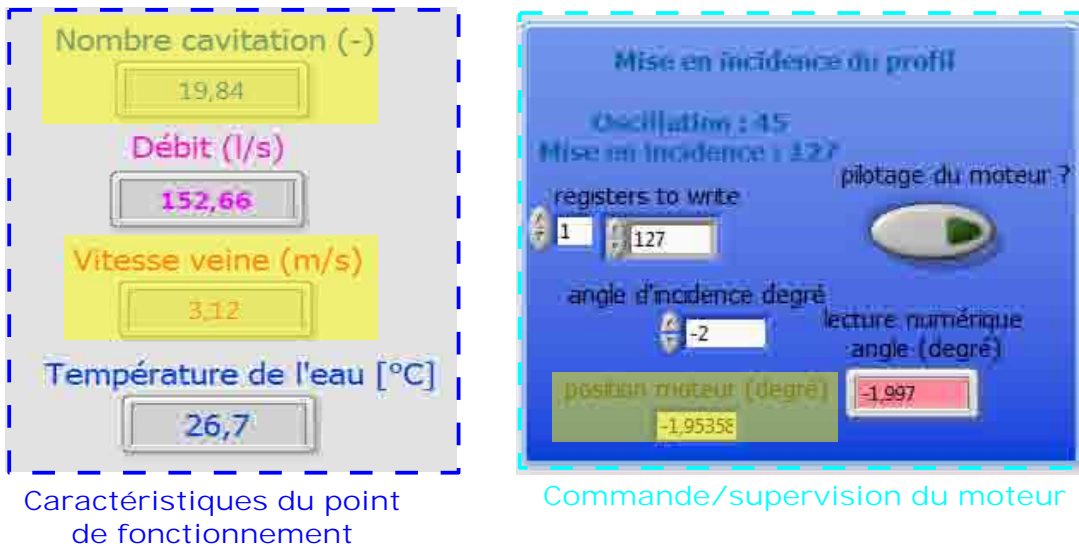 Nombre cavitation (-)
19,84
Débit (l/s)
152,66
Vitesse veine (m/s)
3,12
Température de l'eau [°C]
26,7
Caractéristiques du point
de fonctionnement
Mise en incidence du profil
Oscillation : 45
Mise en incidence : 127
pilotage du moteur ?
registers to write
1
127
angle d'incidence degré
-2
lecture numérique
angle (degré)
-1,997
position moteur (degré)
-1,95358
Commande/supervision du moteur